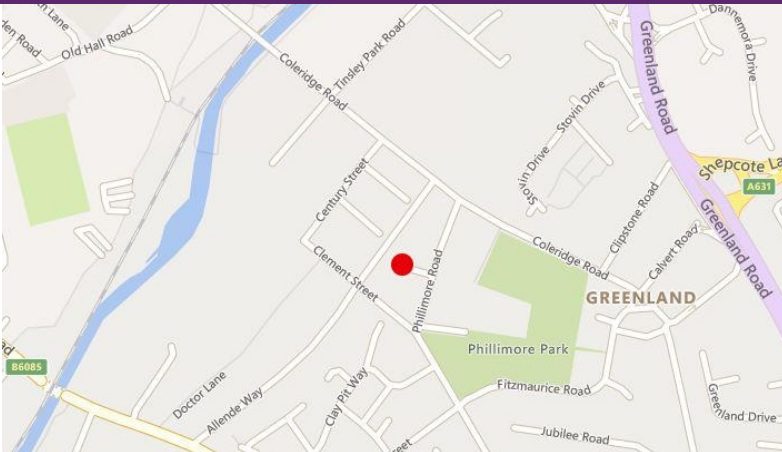 Old Hall Road
Tinsley Park Road
Coleridge Road
Greenland Road
Dannemora Drive
Stovin Drive
Stovin Drive
Shepcote La
A631
Century Street
Clement Street
Phillimore Road
Coleridge Road
Clipstone Road
Calvert Road
Greenland Road
GREENLAND
Phillimore Park
B6085
Doctor Lane
Allende Way
Clay Pit Way
Fitzmaurice Road
Jubilee Road
Greenland Drive